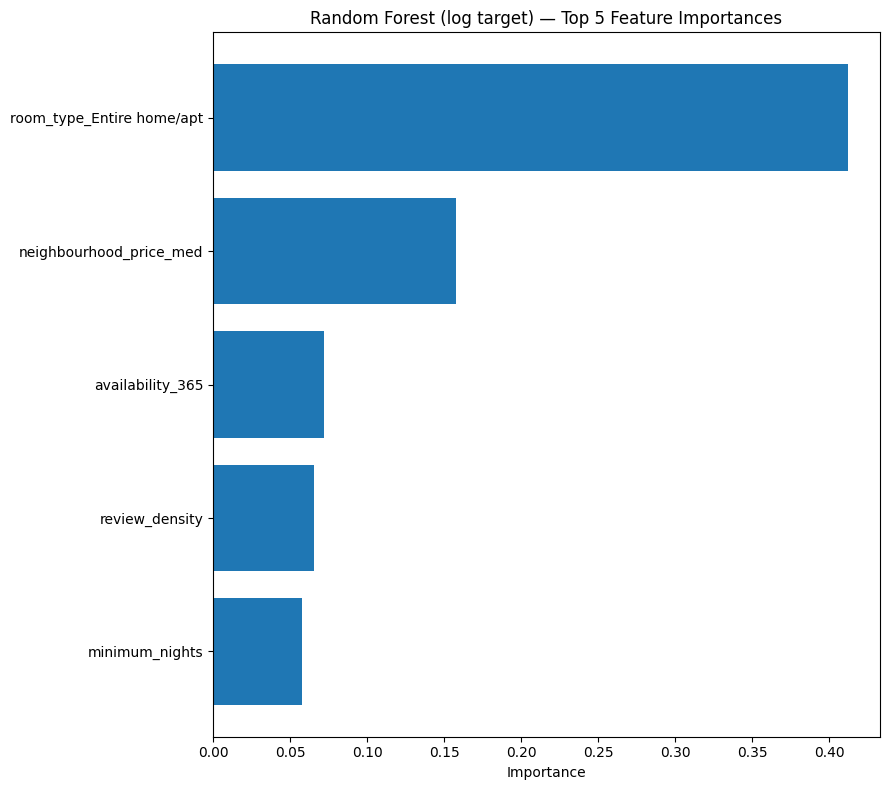 Random Forest (log target) — Top 5 Feature Importances
room_type_Entire home/apt
neighbourhood_price_med
availability_365
review_density
minimum_nights
0.00 0.05 0.10 0.15 0.20 0.25 0.30 0.35 0.40
Importance